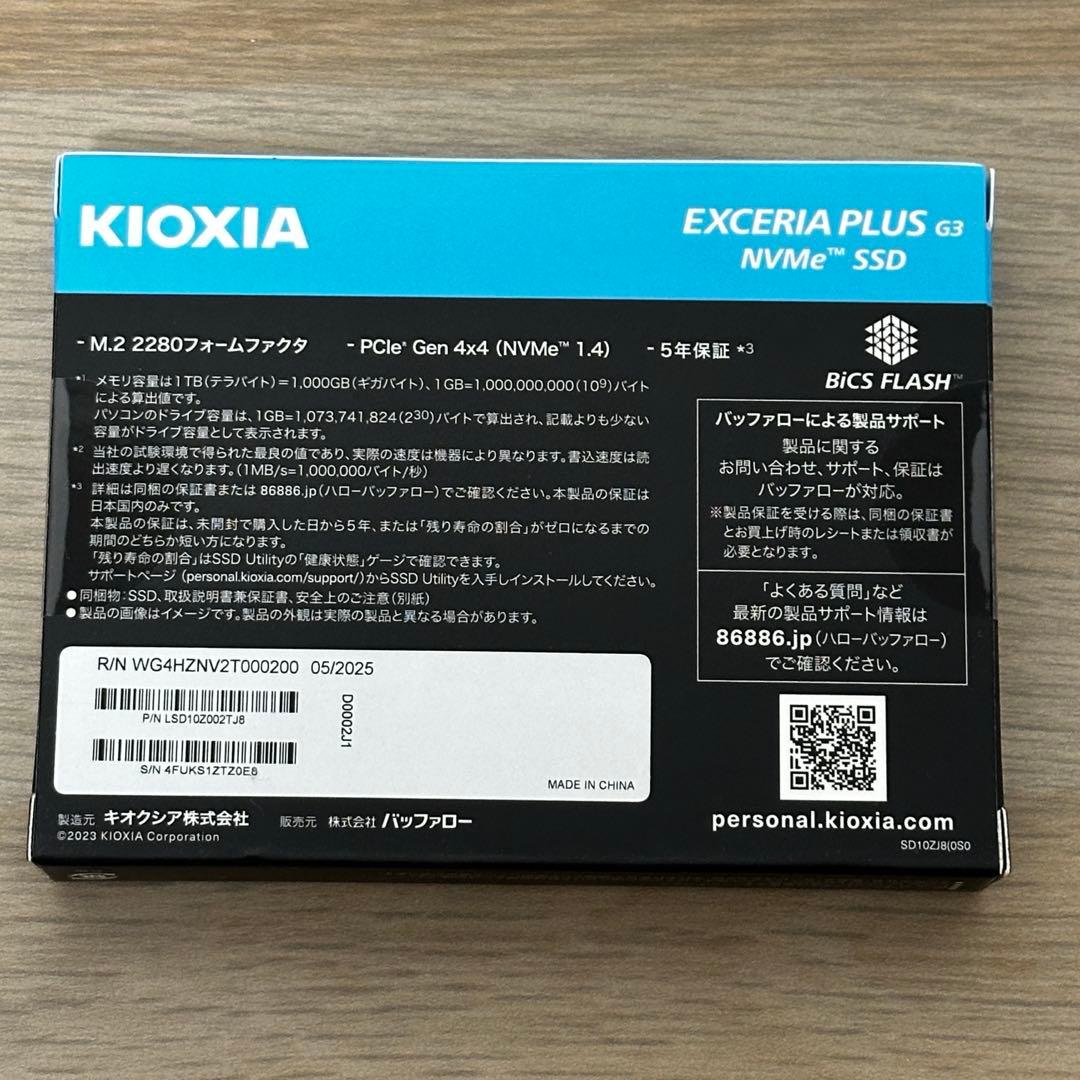 KIOXIA
EXCERIA PLUS G3
NVMe™ SSD
- M.2 2280フォームファクタ - PCIe® Gen 4x4 (NVMe™ 1.4) - 5年保証 *3
BiCS FLASH™
*1 メモリ容量は1TB(テラバイト)=1,000GB(ギガバイト)、1GB=1,000,000,000(10⁹)バイト
による算出値です。
パソコンのドライブ容量は、1GB=1,073,741,824(2³⁰)バイトで算出され、記載よりも少ない
容量がドライブ容量として表示されます。
*2 当社の試験環境で得られた最良の値であり、実際の速度は機器により異なります。書込速度は読
出速度より遅くなります。(1MB/s=1,000,000バイト/秒)
*3 詳細は同梱の保証書または 86886.jp(ハローバッファロー)でご確認ください。本製品の保証は
日本国内のみです。
本製品の保証は、未開封で購入した日から5年、または「残り寿命の割合」がゼロになるまでの
期間のどちらか短い方になります。
「残り寿命の割合」はSSD Utilityの「健康状態」ゲージで確認できます。
サポートページ (personal.kioxia.com/support/)からSSD Utilityを入手しインストールしてください。
● 同梱物:SSD、取扱説明書兼保証書、安全上のご注意(別紙)
● 製品の画像はイメージです。製品の外観は実際の製品と異なる場合があります。
バッファローによる製品サポート
製品に関する
お問い合わせ、サポート、保証は
バッファローが対応。
※製品保証を受ける際は、同梱の保証書
とお買上げ時のレシートまたは領収書が
必要となります。
「よくある質問」など
最新の製品サポート情報は
86886.jp(ハローバッファロー)
でご確認ください。
R/N WG4HZNV2T000200 05/2025
P/N LSD10Z002TJ8
D0002J1
S/N 4FUKS1ZTZ0E8
MADE IN CHINA
製造元 キオクシア株式会社 販売元 株式会社 バッファロー
©2023 KIOXIA Corporation
personal.kioxia.com
SD10ZJ8(0S0